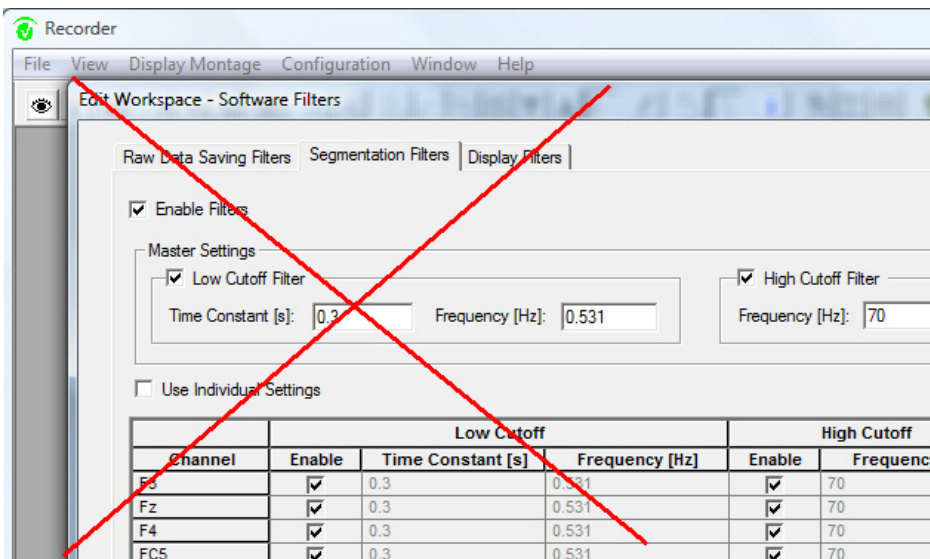 Recorder
File View Display Montage Configuration Window Help
Edit Workspace - Software Filters
Raw Data Saving Filters Segmentation Filters Display Filters
Enable Filters
Master Settings
Low Cutoff Filter High Cutoff Filter
Time Constant [s]: 0.3 Frequency [Hz]: 0.531 Frequency [Hz]: 70
Use Individual Settings
Low Cutoff High Cutoff
Channel Enable Time Constant [s] Frequency [Hz] Enable Frequenc
F3 0.3 0.531 70
Fz 0.3 0.531 70
F4 0.3 0.531 70
FC5 0.3 0.531 70